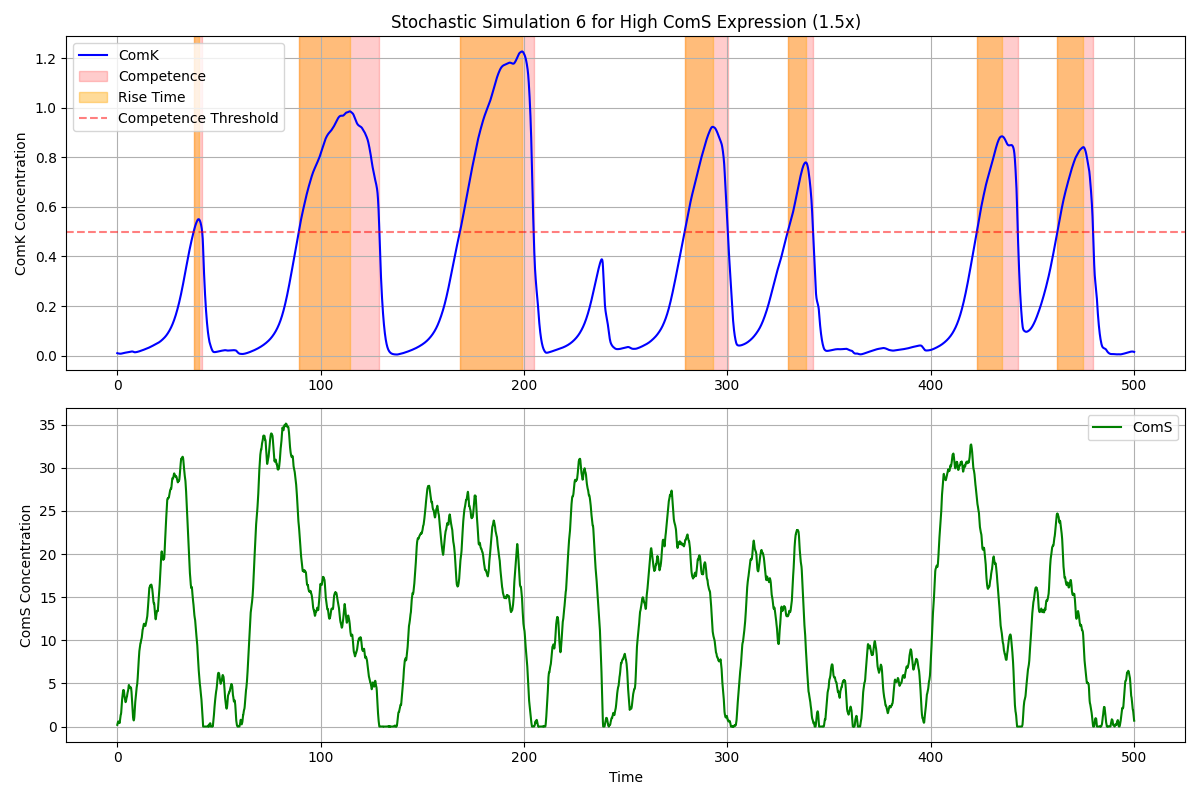 Stochastic Simulation 6 for High ComS Expression (1.5x)
ComK Concentration
1.2
1.0
0.8
0.6
0.4
0.2
0.0
ComK
Competence
Rise Time
Competence Threshold
0 100 200 300 400 500
ComS Concentration
35
30
25
20
15
10
5
0
ComS
0 100 200 300 400 500
Time